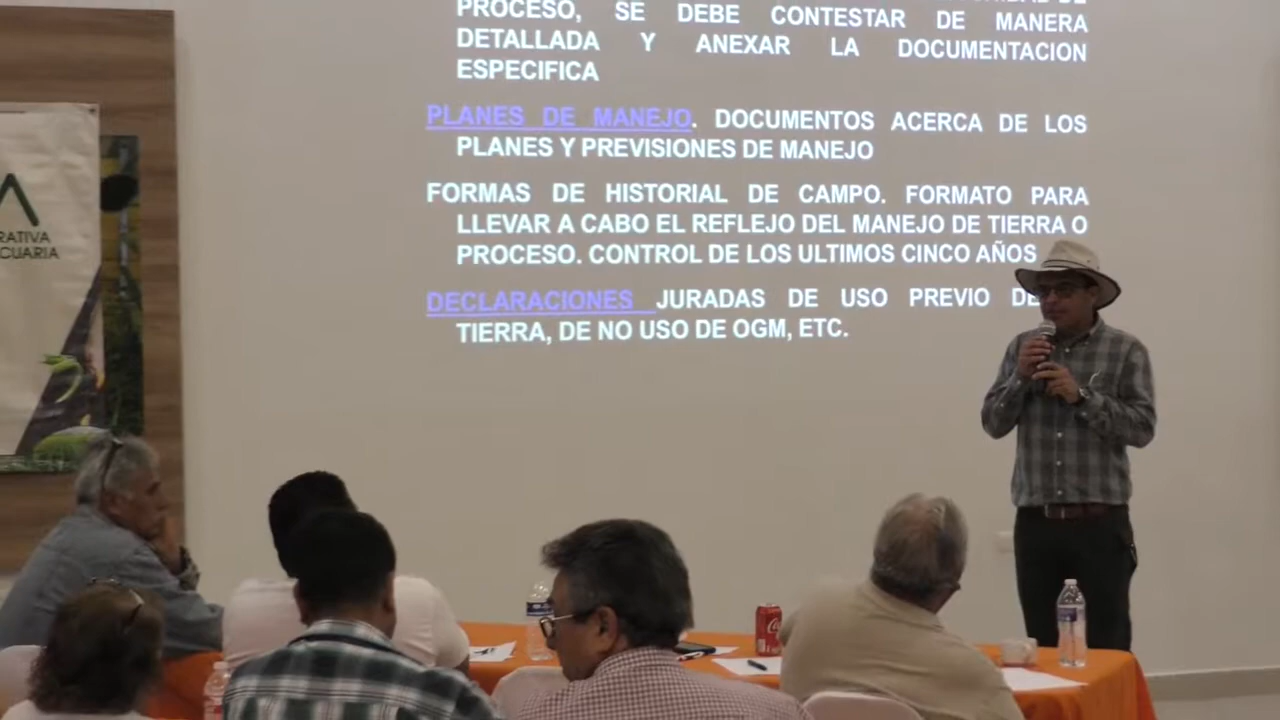 PROCESO, SE DEBE CONTESTAR DE MANERA
DETALLADA Y ANEXAR LA DOCUMENTACION
ESPECIFICA
PLANES DE MANEJO. DOCUMENTOS ACERCA DE LOS
PLANES Y PREVISIONES DE MANEJO
FORMAS DE HISTORIAL DE CAMPO. FORMATO PARA
LLEVAR A CABO EL REFLEJO DEL MANEJO DE TIERRA O
PROCESO. CONTROL DE LOS ULTIMOS CINCO AÑOS
DECLARACIONES JURADAS DE USO PREVIO DE
TIERRA, DE NO USO DE OGM, ETC.
RATIVA
CUARIA